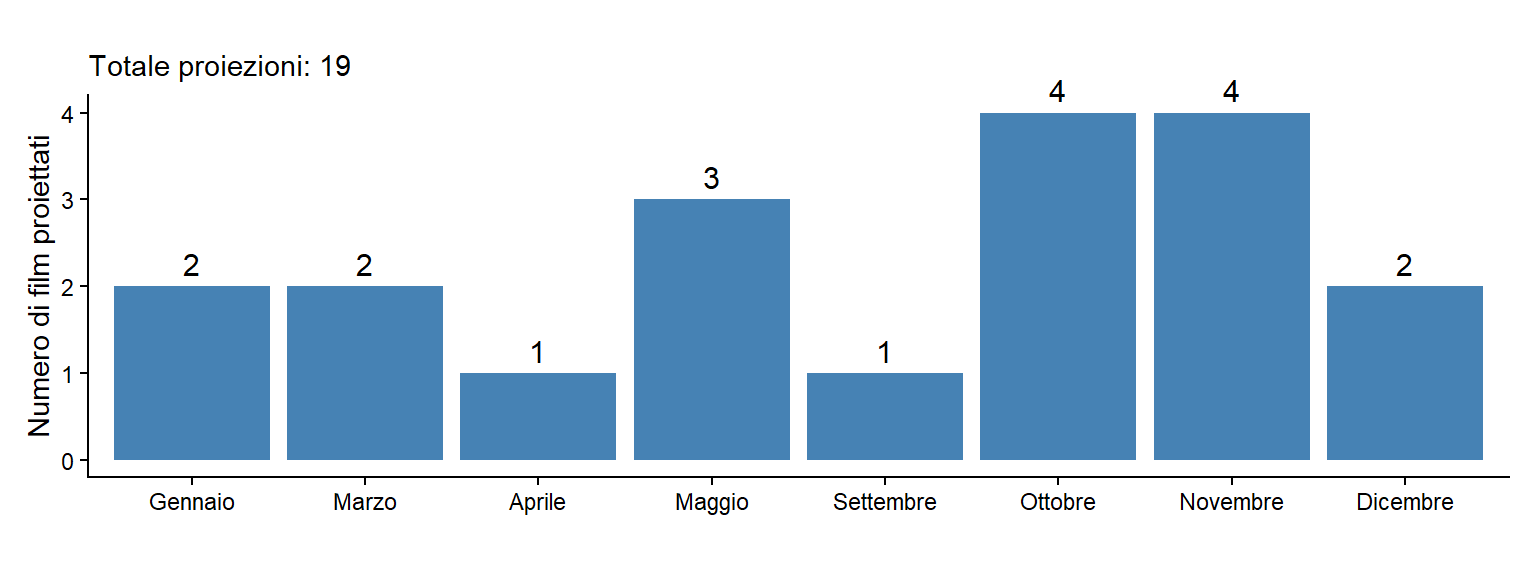 Totale proiezioni: 19
Numero di film proiettati
4
3
2
1
0
2
2
1
3
1
4
4
2
Gennaio
Marzo
Aprile
Maggio
Settembre
Ottobre
Novembre
Dicembre